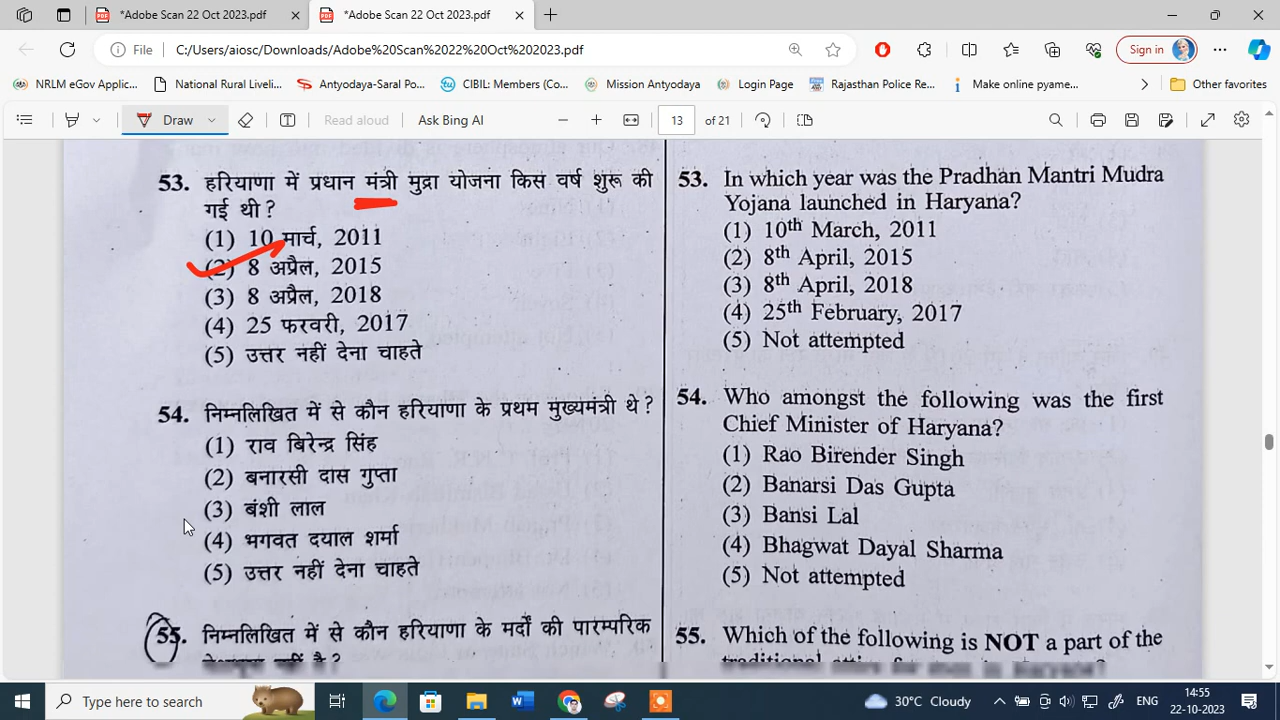 *Adobe Scan 22 Oct 2023.pdf
*Adobe Scan 22 Oct 2023.pdf
File
C:/Users/aiosc/Downloads/Adobe%20Scan%2022%20Oct%202023.pdf
Sign in
NRLM eGov Applic...
National Rural Liveli...
Antyodaya-Saral Po...
CIBIL: Members (Co...
Mission Antyodaya
Login Page
Rajasthan Police Re...
Make online pyame...
Other favorites
Draw
Read aloud
Ask Bing AI
13
of 21
53. हरियाणा में प्रधान मंत्री मुद्रा योजना किस वर्ष शुरू की
गई थी ?
(1) 10 मार्च, 2011
(2) 8 अप्रैल, 2015
(3) 8 अप्रैल, 2018
(4) 25 फरवरी, 2017
(5) उत्तर नहीं देना चाहते
54. निम्नलिखित में से कौन हरियाणा के प्रथम मुख्यमंत्री थे ?
(1) राव बिरेन्द्र सिंह
(2) बनारसी दास गुप्ता
(3) बंशी लाल
(4) भगवत दयाल शर्मा
(5) उत्तर नहीं देना चाहते
55. निम्नलिखित में से कौन हरियाणा के मर्दों की पारम्परिक
53. In which year was the Pradhan Mantri Mudra
Yojana launched in Haryana?
(1) 10th March, 2011
(2) 8th April, 2015
(3) 8th April, 2018
(4) 25th February, 2017
(5) Not attempted
54. Who amongst the following was the first
Chief Minister of Haryana?
(1) Rao Birender Singh
(2) Banarsi Das Gupta
(3) Bansi Lal
(4) Bhagwat Dayal Sharma
(5) Not attempted
55. Which of the following is NOT a part of the
Type here to search
30°C Cloudy
ENG
14:55
22-10-2023